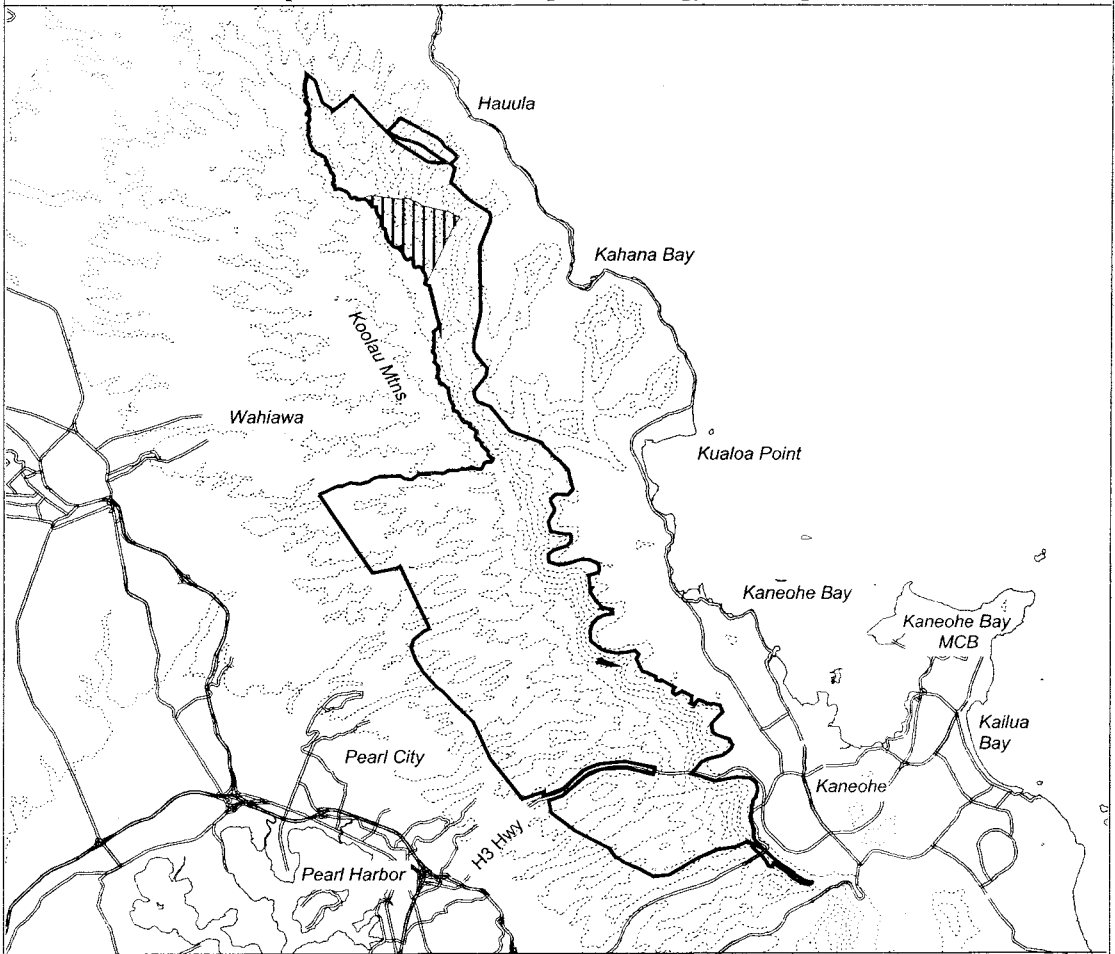 Hauula
Kahana Bay
Koolau Mtns.
Wahiawa
Kualoa Point
Kaneohe Bay
Kaneohe Bay
MCB
Kailua
Bay
Pearl City
Kaneohe
H3 Hwy
Pearl Harbor